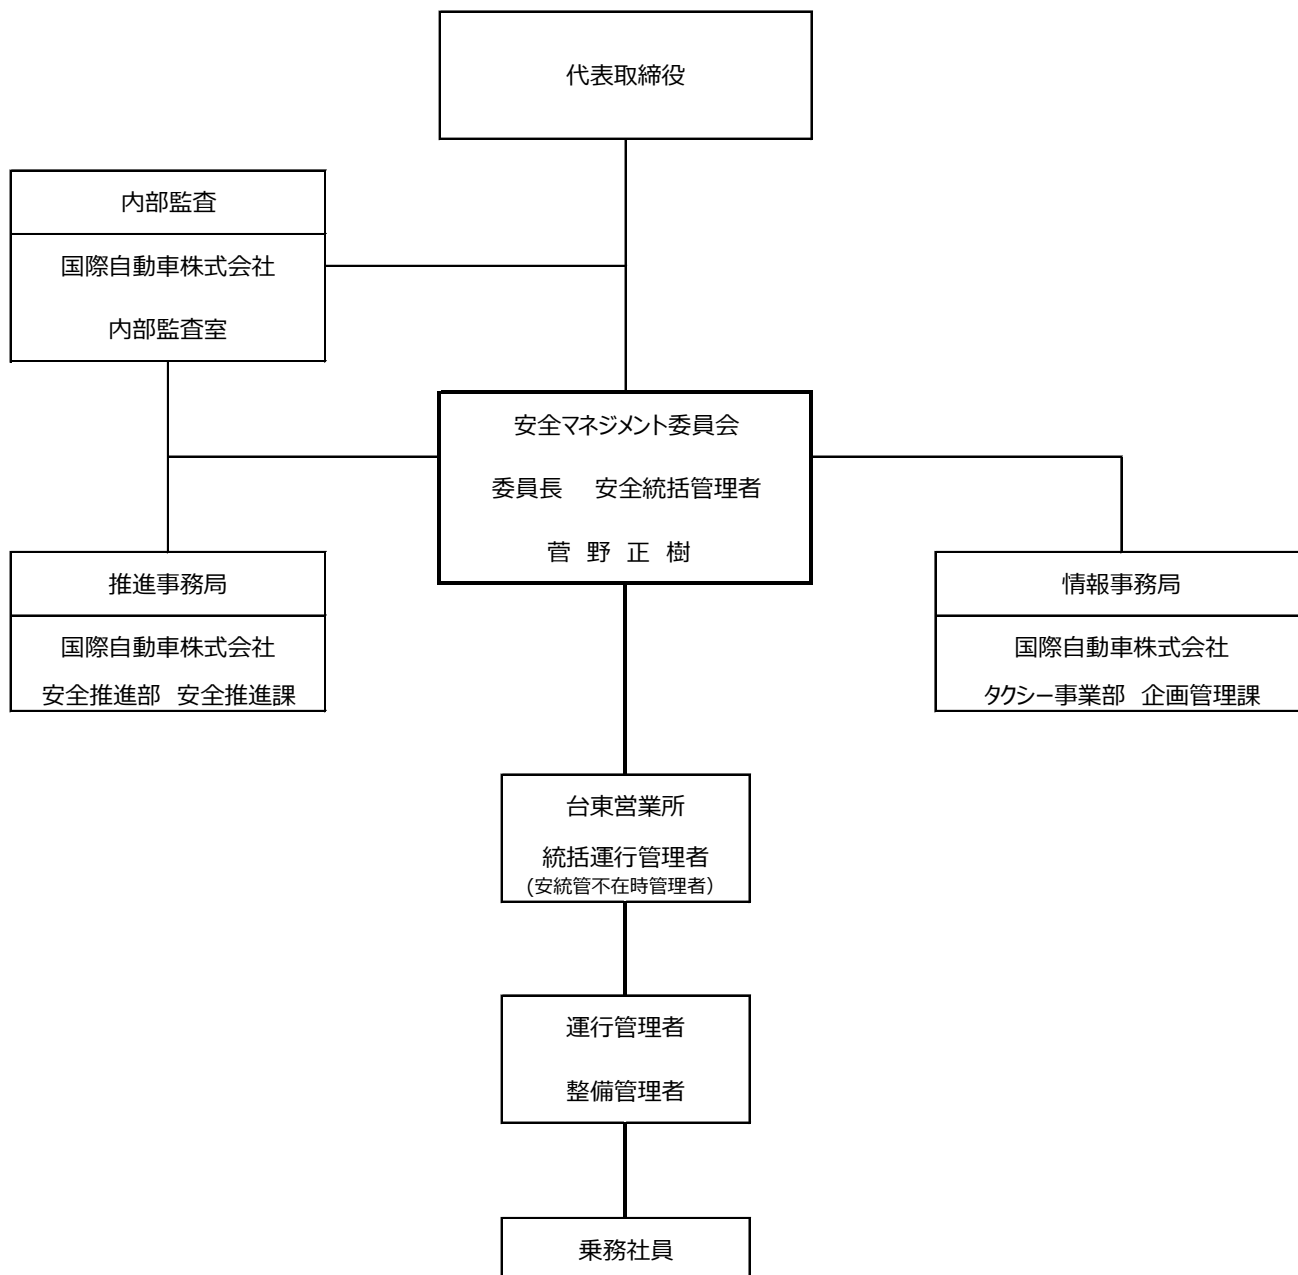 代表取締役
内部監査
国際自動車株式会社
内部監査室
安全マネジメント委員会
委員長 安全統括管理者
菅 野 正 樹
推進事務局
国際自動車株式会社
安全推進部 安全推進課
情報事務局
国際自動車株式会社
タクシー事業部 企画管理課
台東営業所
統括運行管理者
(安統管不在時管理者)
運行管理者
整備管理者
乗務社員